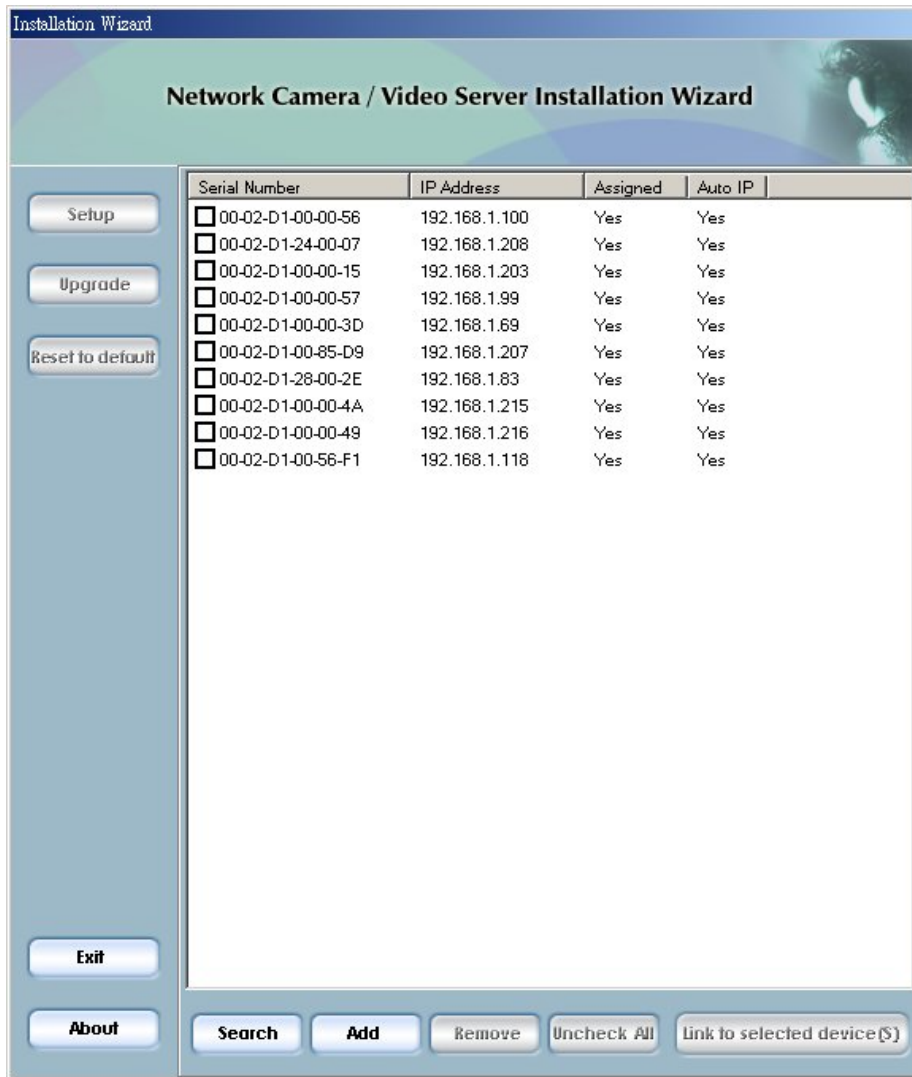 Installation Wizard
Network Camera / Video Server Installation Wizard
Setup
Upgrade
Reset to default
Serial Number IP Address Assigned Auto IP
00-02-D1-00-00-56 192.168.1.100 Yes Yes
00-02-D1-24-00-07 192.168.1.208 Yes Yes
00-02-D1-00-00-15 192.168.1.203 Yes Yes
00-02-D1-00-00-57 192.168.1.99 Yes Yes
00-02-D1-00-00-3D 192.168.1.69 Yes Yes
00-02-D1-00-85-D9 192.168.1.207 Yes Yes
00-02-D1-28-00-2E 192.168.1.83 Yes Yes
00-02-D1-00-00-4A 192.168.1.215 Yes Yes
00-02-D1-00-00-49 192.168.1.216 Yes Yes
00-02-D1-00-56-F1 192.168.1.118 Yes Yes
Exit
About
Search Add Remove Uncheck All Link to selected device(S)